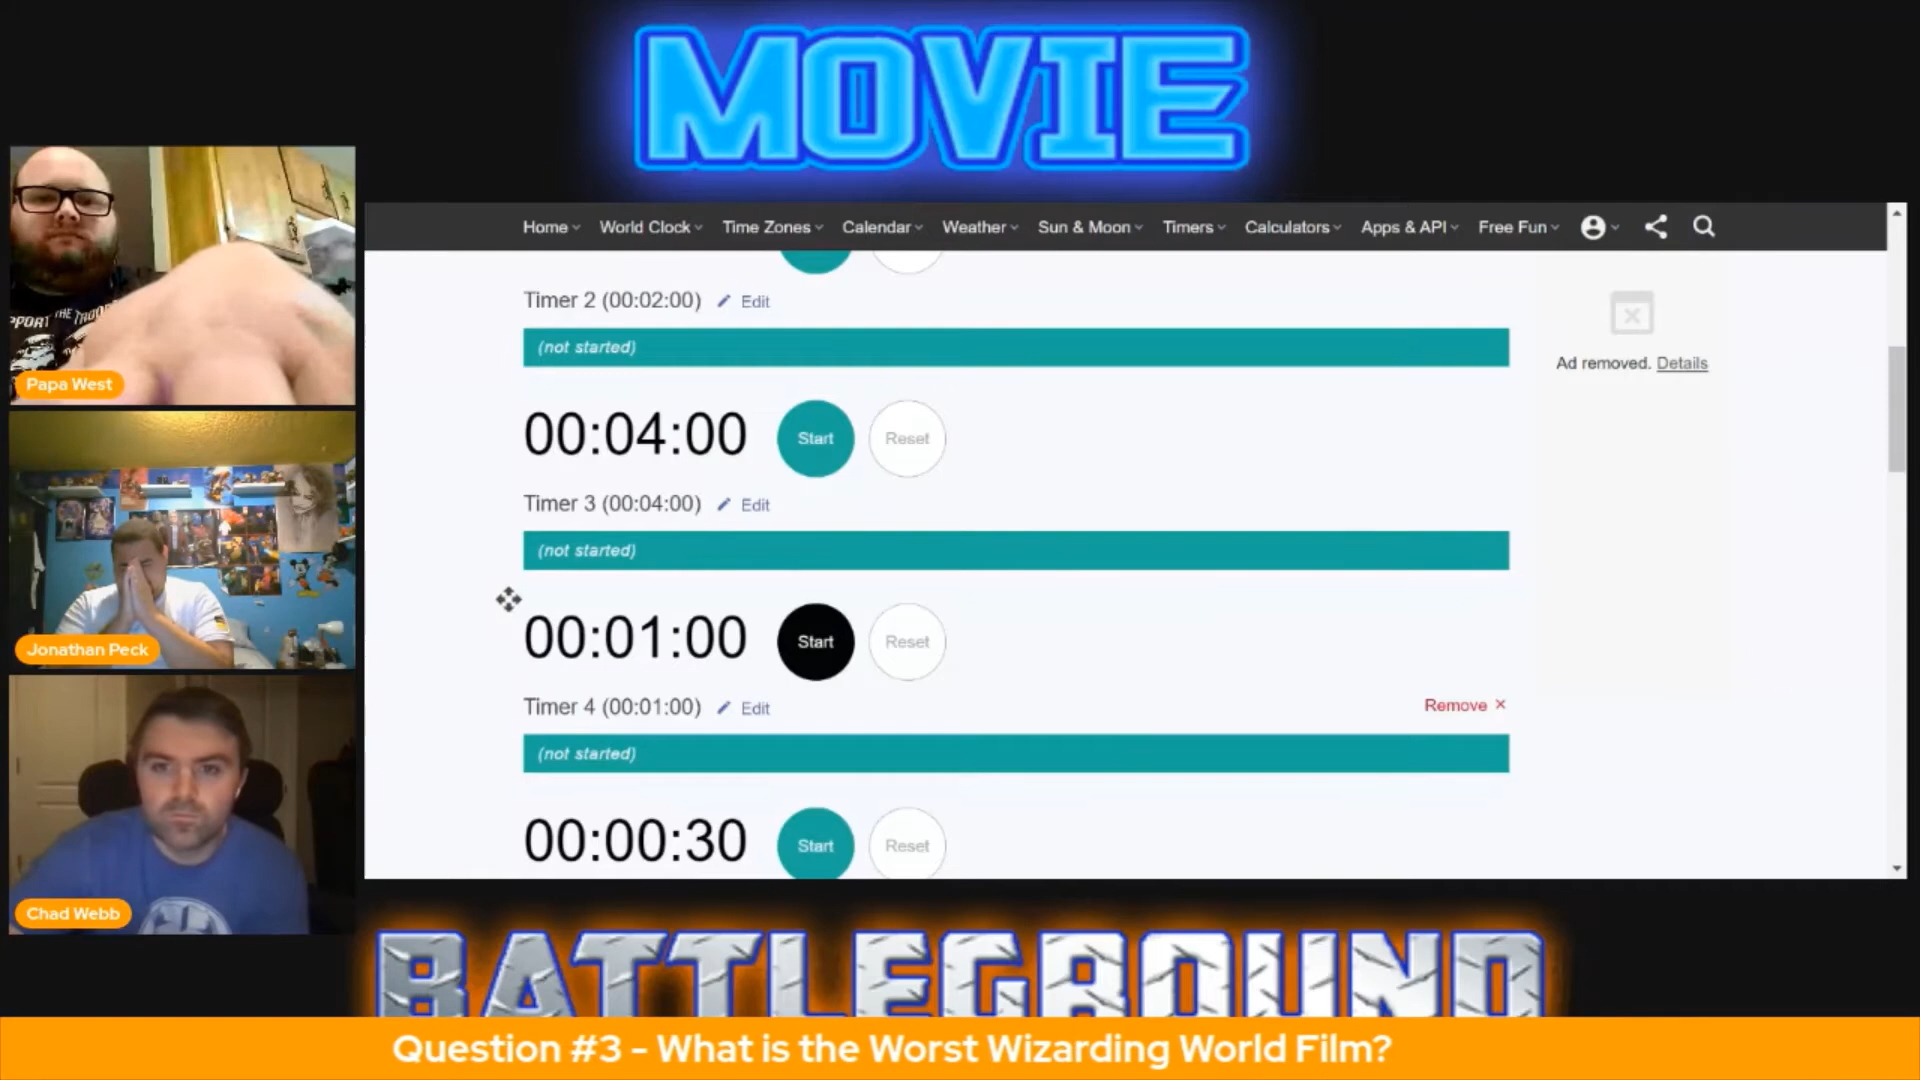 MOVIE
Home World Clock Time Zones Calendar Weather Sun & Moon Timers Calculators Apps & API Free Fun
Timer 2 (00:02:00) Edit
(not started)
Ad removed. Details
00:04:00 Start Reset
Timer 3 (00:04:00) Edit
(not started)
00:01:00 Start Reset
Timer 4 (00:01:00) Edit Remove ×
(not started)
00:00:30 Start Reset
PPORT THE TROO
Papa West
Jonathan Peck
Chad Webb
BATTLEGROUND
Question #3 - What is the Worst Wizarding World Film?